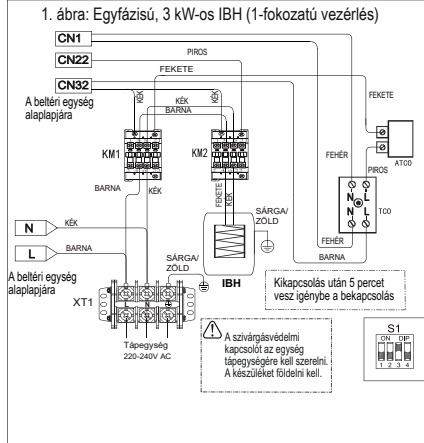 1. ábra: Egyfázisú, 3 kW-os IBH (1-fokozatú vezérlés)
CN1
CN22
CN32
PIROS
FEKETE
A beltéri egység
alaplapjára
KÉK
KÉK
BARNA
KÉK
FEKETE
KM1
KM2
FEHÉR
PIROS
ATCO
BARNA
KÉK
FEKETE
KÉK
N N
L L
TCO
N
KÉK
L
BARNA
SÁRGA/
ZÖLD
FEHÉR
BARNA
A beltéri egység
alaplapjára
SÁRGA/
ZÖLD
IBH
XT1
L
N
Kikapcsolás után 5 percet
vesz igénybe a bekapcsolás
Tápegység
220-240V AC
A szivárgásvédelmi
kapcsolót az egység
tápegységére kell szerelni.
A készüléket földelni kell.
S1
ON DIP
1 2 3 4